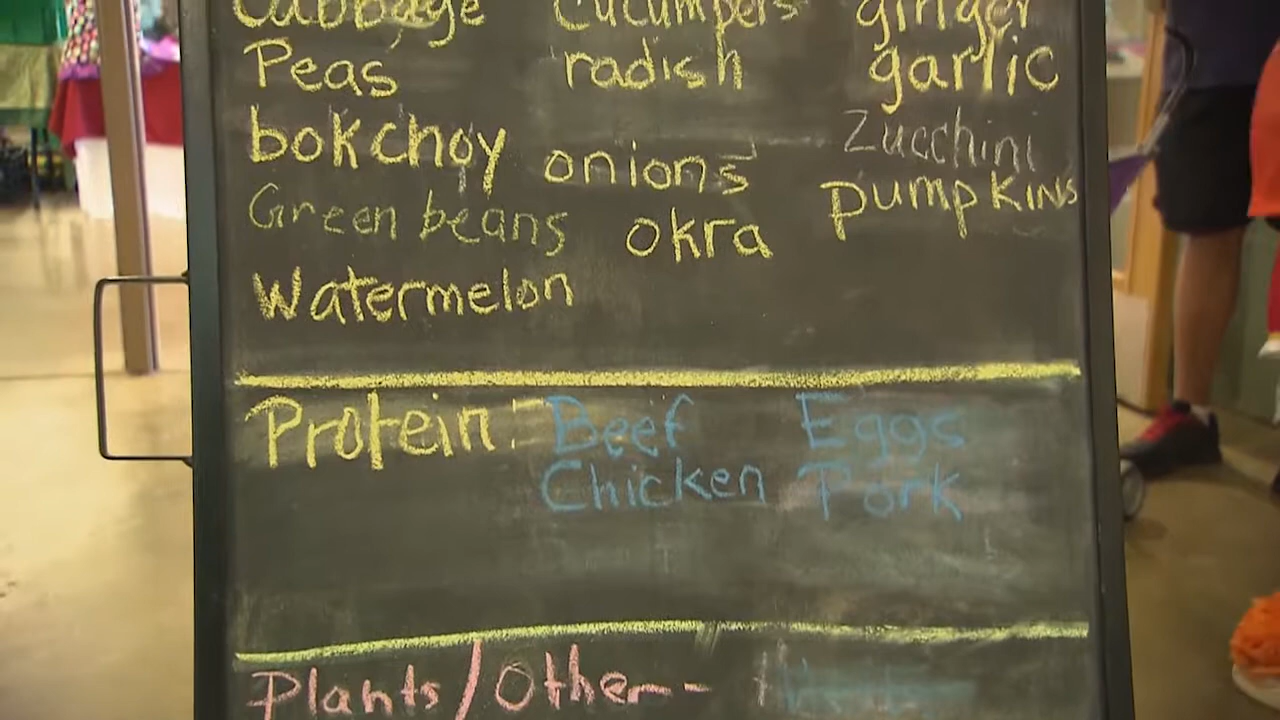 Cabbage Cucumbers ginger
Peas radish garlic
bokchoy onions Zucchini
Green beans okra pumpkins
Watermelon
Protein: Beef Eggs
Chicken Pork
Plants/Other--